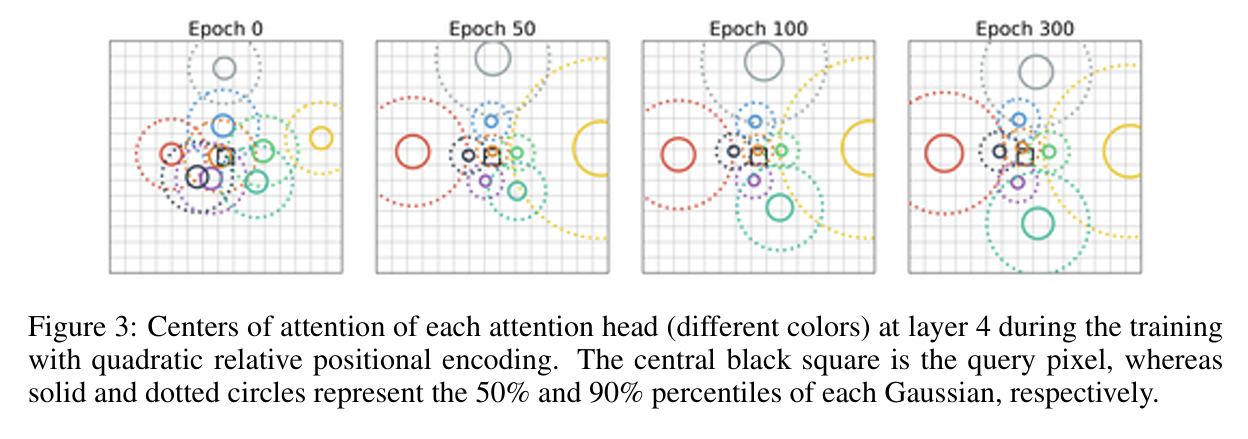 Epoch 0 Epoch 50 Epoch 100 Epoch 300
Figure 3: Centers of attention of each attention head (different colors) at layer 4 during the training
with quadratic relative positional encoding. The central black square is the query pixel, whereas
solid and dotted circles represent the 50% and 90% percentiles of each Gaussian, respectively.